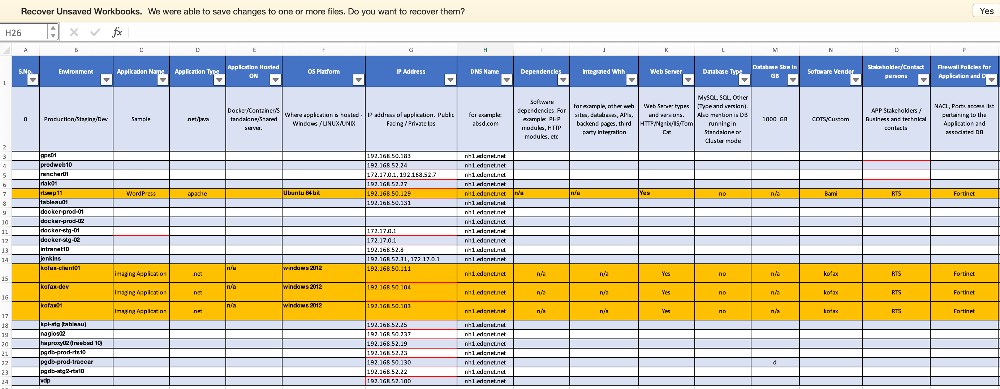 Recover Unsaved Workbooks. We were able to save changes to one or more files. Do you want to recover them? Yes
H26 fx
A B C D E F G H I J K L M N O P
1 S.No. Environment Application Name Application Type Application Hosted ON OS Platform IP Address DNS Name Dependencies Integrated With Web Server Database Type Database Size in GB Software Vendor Stakeholder/Contact persons Firewall Policies for Application and D
2 0 Production/Staging/Dev Sample .net/java Docker/Container/Standalone/Shared server. Where application is hosted - Windows / LINUX/UNIX IP address of application. Public Facing / Private Ips for example: absd.com Software dependencies. For example: PHP modules, HTTP modules, etc for example, other web sites, databases, APIs, backend pages, third party integration Web Server types and versions. HTTP/Ngnix/IIS/Tom Cat MySQL, SQL, Other (Type and version). Also mention is DB running in Standalone or Cluster mode 1000 GB COTS/Custom APP Stakeholders / Business and technical contacts NACL, Ports access list pertaining to the Application and associated DB
3 gps01 192.168.50.183 nh1.edqnet.net
4 prodweb10 192.168.52.24 nh1.edqnet.net
5 rancher01 172.17.0.1, 192.168.52.7 nh1.edqnet.net
6 riak01 192.168.52.27 nh1.edqnet.net
7 rtswp11 WordPress apache Ubuntu 64 bit 192.168.50.129 nh1.edqnet.net n/a n/a Yes no n/a Bami RTS Fortinet
8 tableau01 192.168.50.131 nh1.edqnet.net
9 docker-prod-01 nh1.edqnet.net
10 docker-prod-02 nh1.edqnet.net
11 docker-stg-01 172.17.0.1 nh1.edqnet.net
12 docker-stg-02 172.17.0.1 nh1.edqnet.net
13 intranet10 192.168.52.8 nh1.edqnet.net
14 jenkins 192.168.52.31, 172.17.0.1 nh1.edqnet.net
15 kofax-client01 imaging Application .net n/a windows 2012 192.168.50.111 nh1.edqnet.net n/a n/a Yes no n/a kofax RTS Fortinet
16 kofax-dev imaging Application .net n/a windows 2012 192.168.50.104 nh1.edqnet.net n/a n/a Yes no n/a kofax RTS Fortinet
17 kofax01 imaging Application .net n/a windows 2012 192.168.50.103 nh1.edqnet.net n/a n/a Yes no n/a kofax RTS Fortinet
18 kpi-stg (tableau) 192.168.52.25 nh1.edqnet.net
19 nagios02 192.168.50.237 nh1.edqnet.net
20 haproxy02 (freebsd 10) 192.168.52.19 nh1.edqnet.net
21 pgdb-prod-rts10 192.168.52.23 nh1.edqnet.net
22 pgdb-prod-traccar 192.168.50.130 nh1.edqnet.net d
23 pgdb-stg2-rts10 192.168.52.22 nh1.edqnet.net
24 vdp 192.168.52.100 nh1.edqnet.net